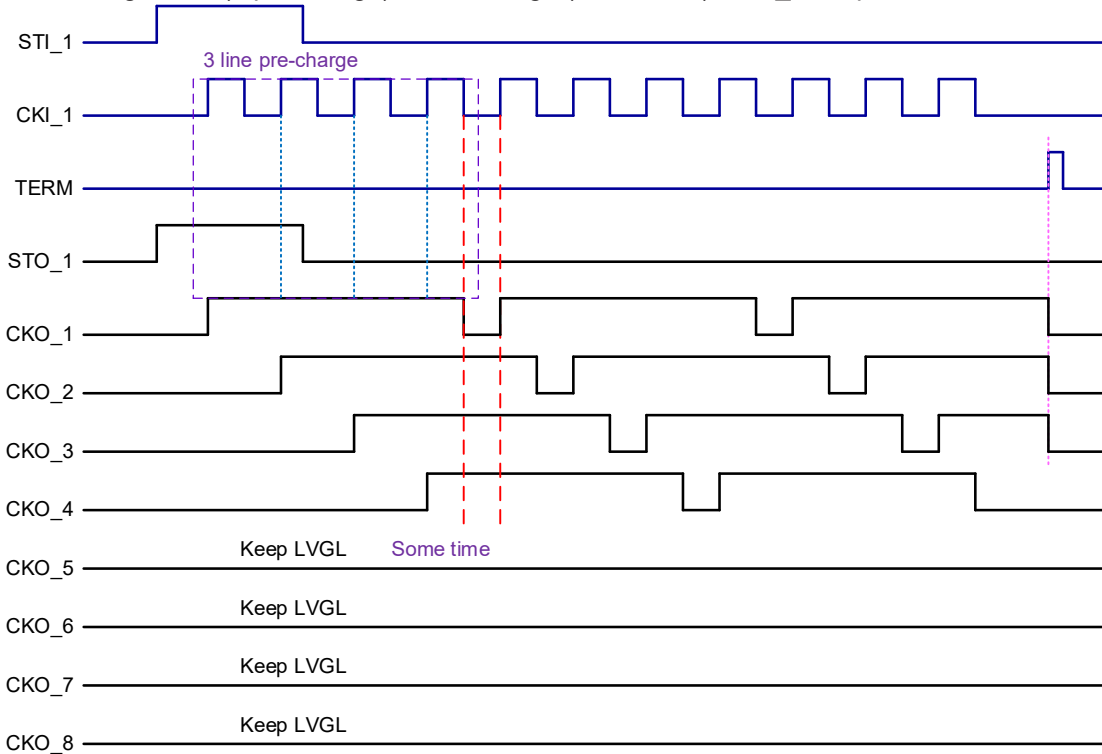 STI_1
3 line pre-charge
CKI_1
TERM
STO_1
CKO_1
CKO_2
CKO_3
CKO_4
Keep LVGL Some time
CKO_5
Keep LVGL
CKO_6
Keep LVGL
CKO_7
Keep LVGL
CKO_8